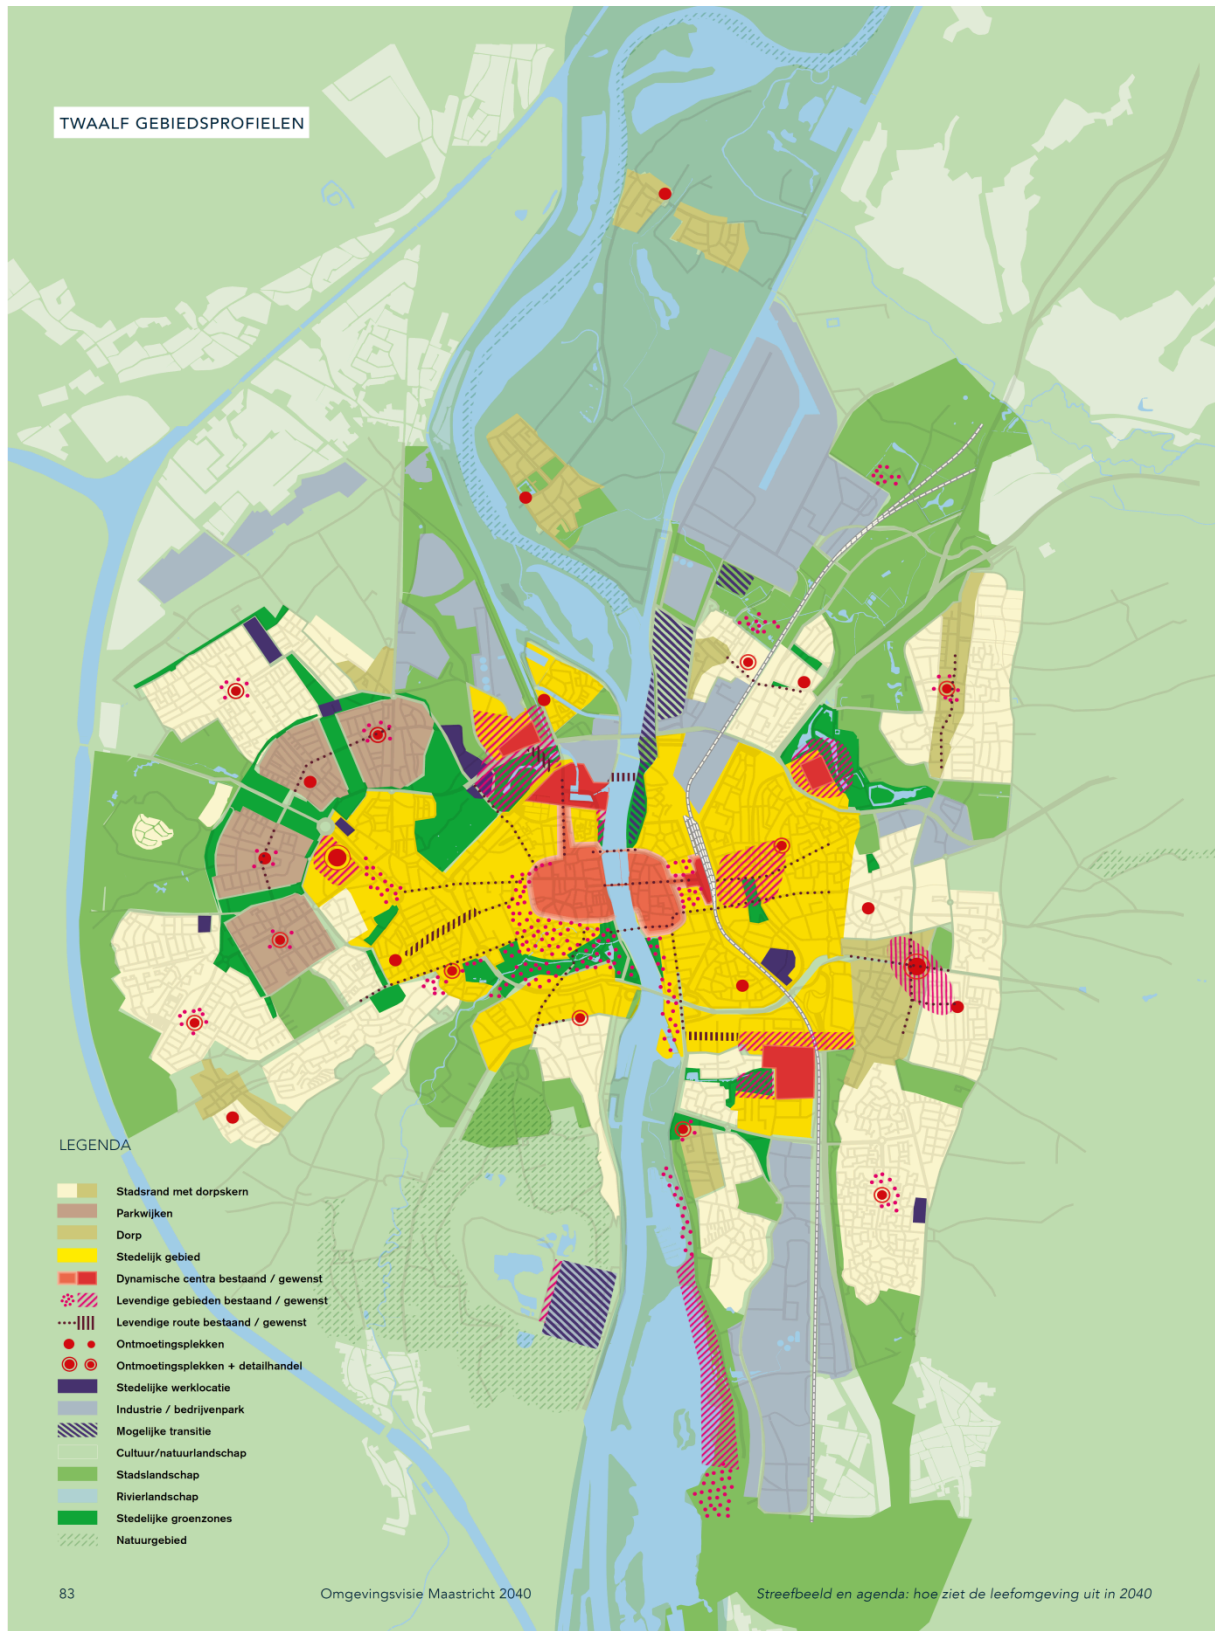 TWAALF GEBIEDSPROFIELEN
LEGENDA
Stadsrand met dorpskern
Parkwijken
Dorp
Stedelijk gebied
Dynamische centra bestaand / gewenst
Levendige gebieden bestaand / gewenst
Levendige route bestaand / gewenst
Ontmoetingsplekken
Ontmoetingsplekken + detailhandel
Stedelijke werklocatie
Industrie / bedrijvenpark
Mogelijke transitie
Cultuur/natuurlandschap
Stadslandschap
Rivierlandschap
Stedelijke groenzones
Natuurgebied
83 Omgevingsvisie Maastricht 2040 Streefbeeld en agenda: hoe ziet de leefomgeving uit in 2040